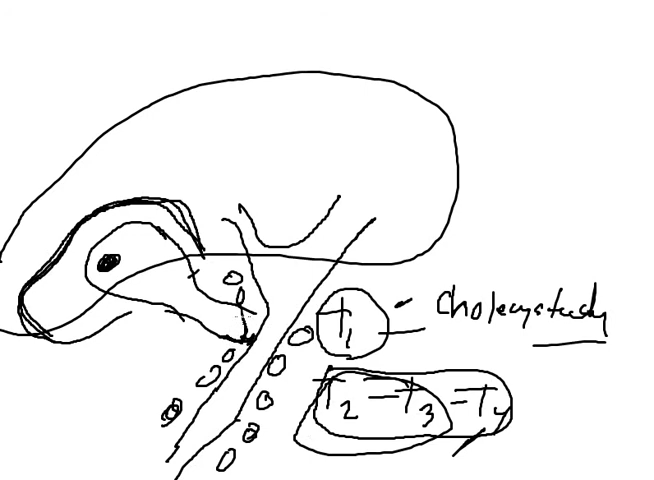 T1 - Cholecystectomy
T2 - T3 = T4